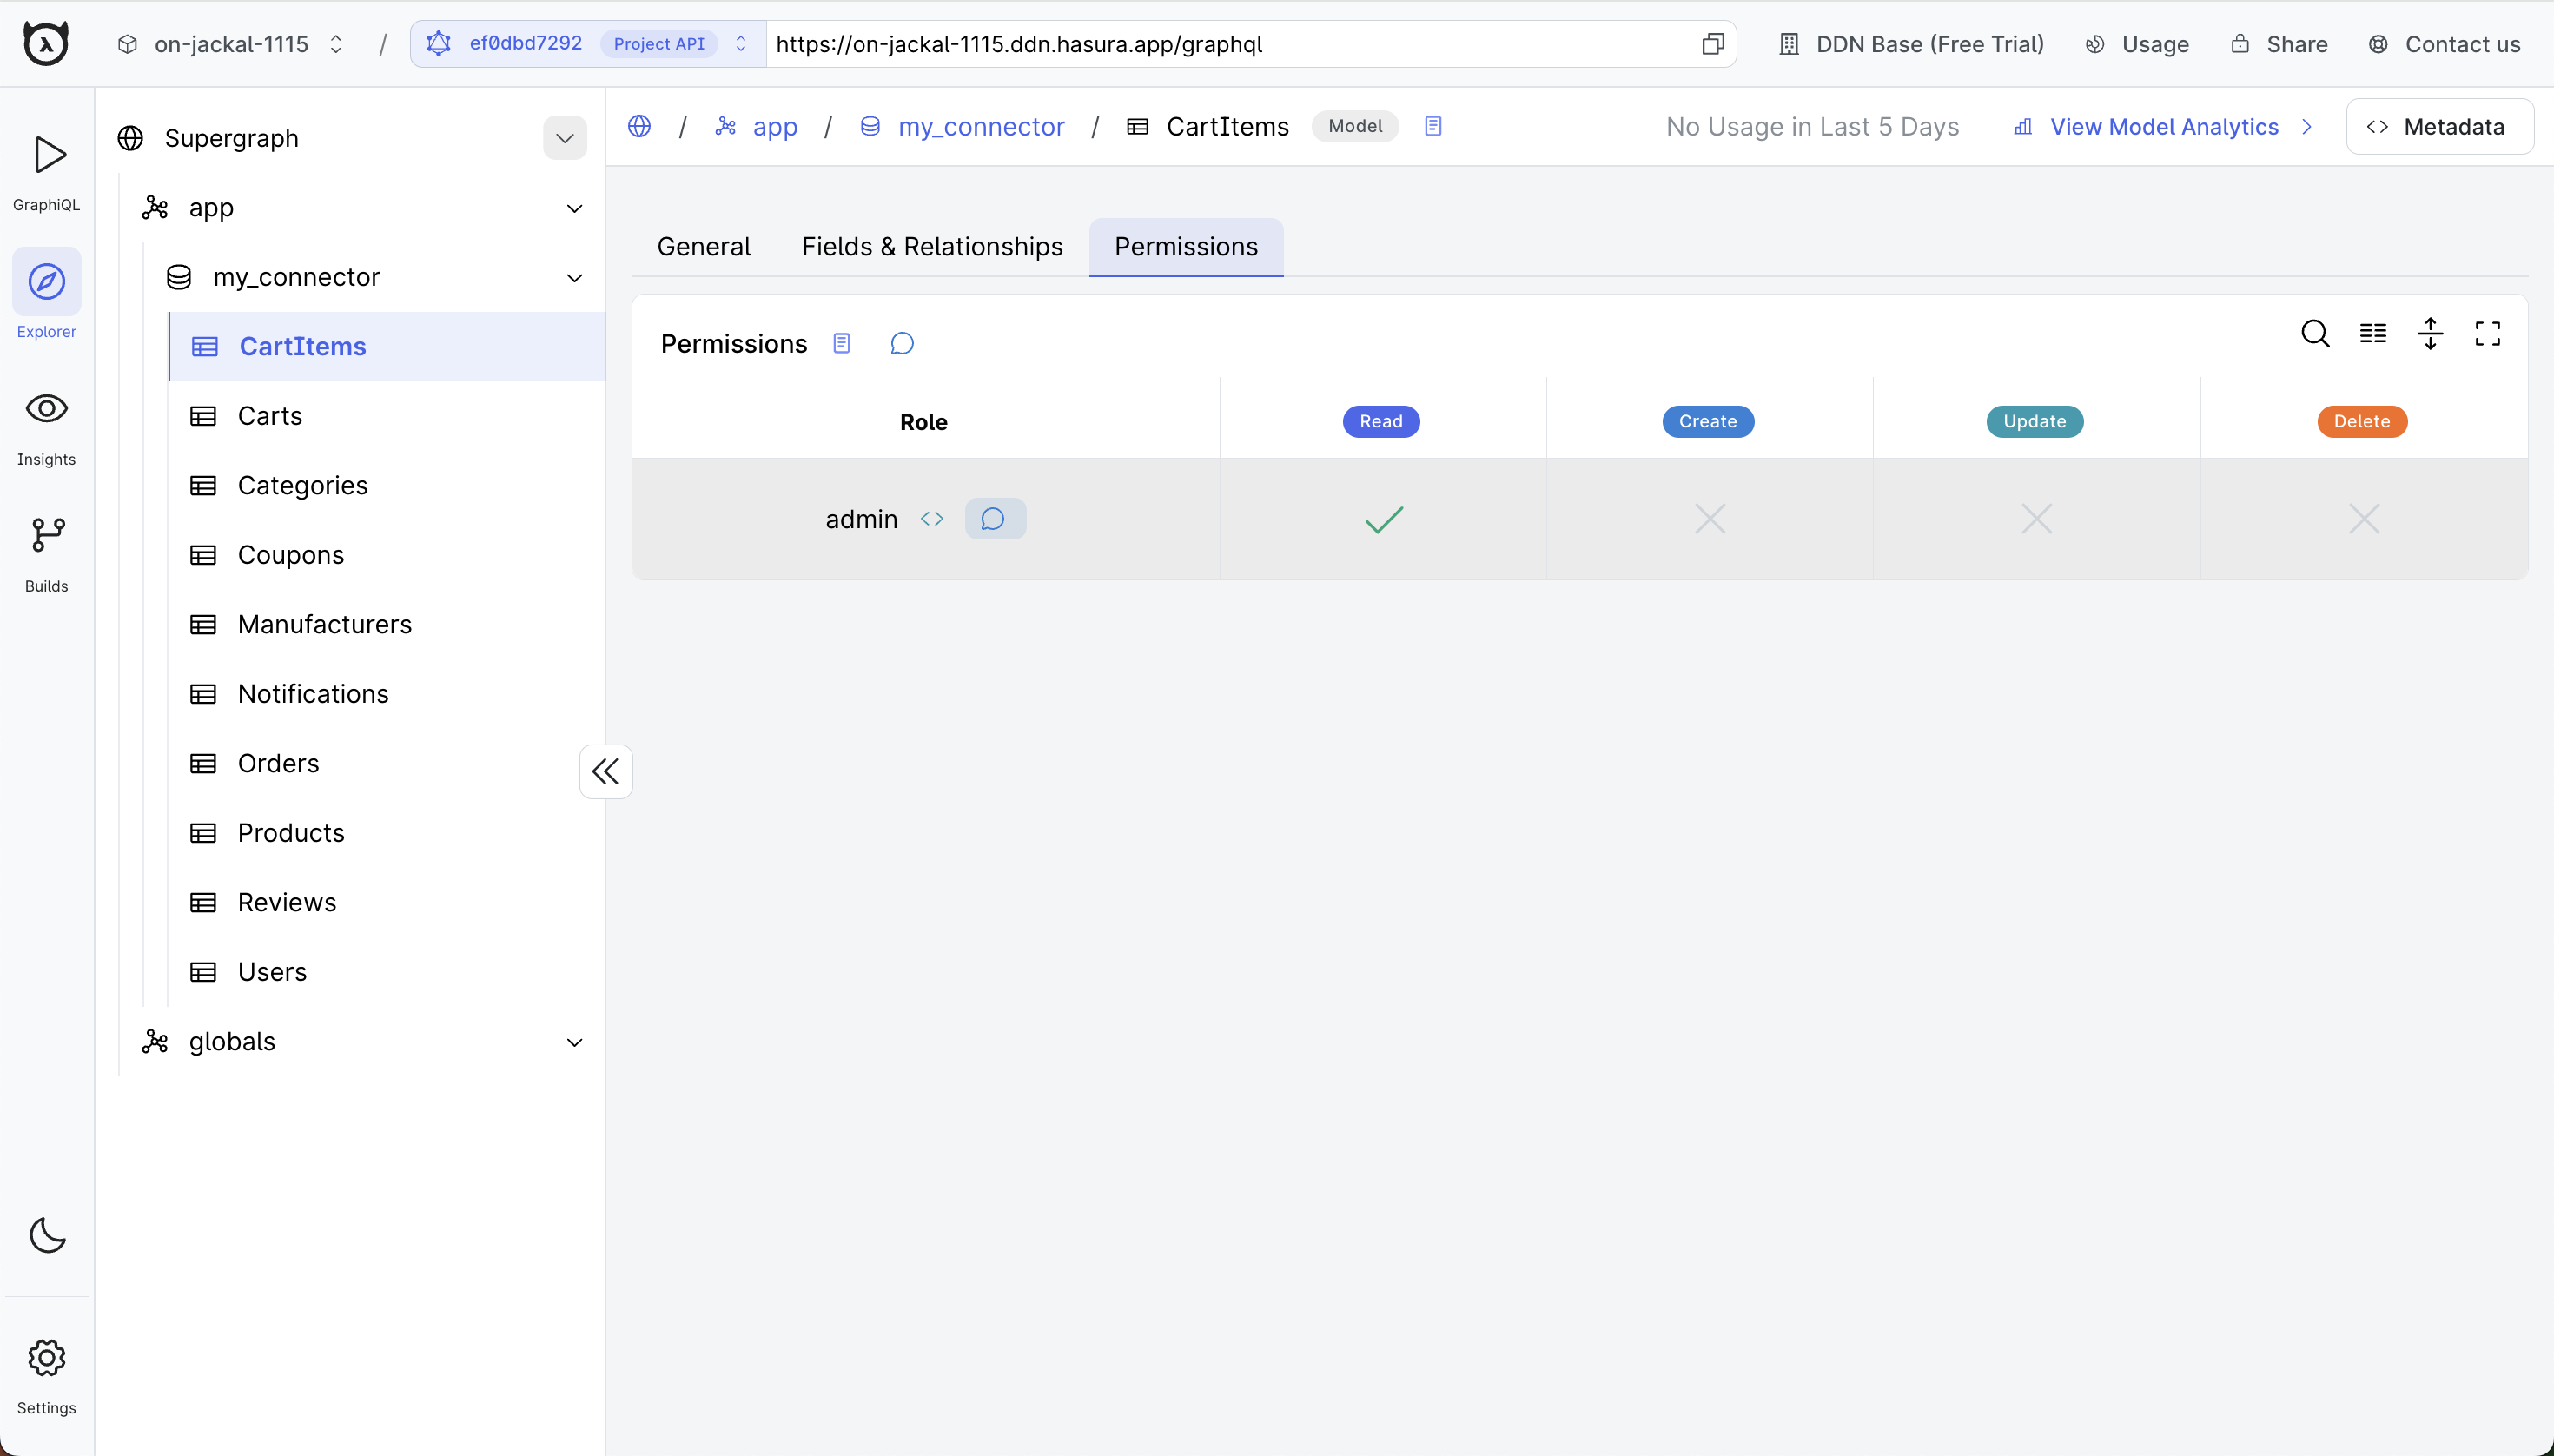 on-jackal-1115 / ef0dbd7292 Project API https://on-jackal-1115.ddn.hasura.app/graphql DDN Base (Free Trial) Usage Share Contact us
GraphiQL
Explorer
Insights
Builds
Settings
Supergraph
app
my_connector
CartItems
Carts
Categories
Coupons
Manufacturers
Notifications
Orders
Products
Reviews
Users
globals
/ app / my_connector / CartItems Model No Usage in Last 5 Days View Model Analytics Metadata
General Fields & Relationships Permissions
Permissions
Role Read Create Update Delete
admin